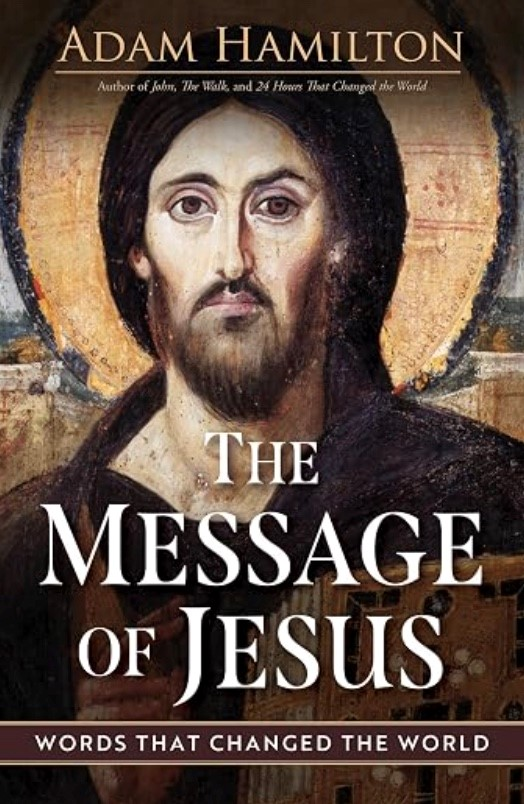 ADAM HAMILTON
Author of John, The Walk, and 24 Hours That Changed the World
THE
MESSAGE
OF JESUS
WORDS THAT CHANGED THE WORLD